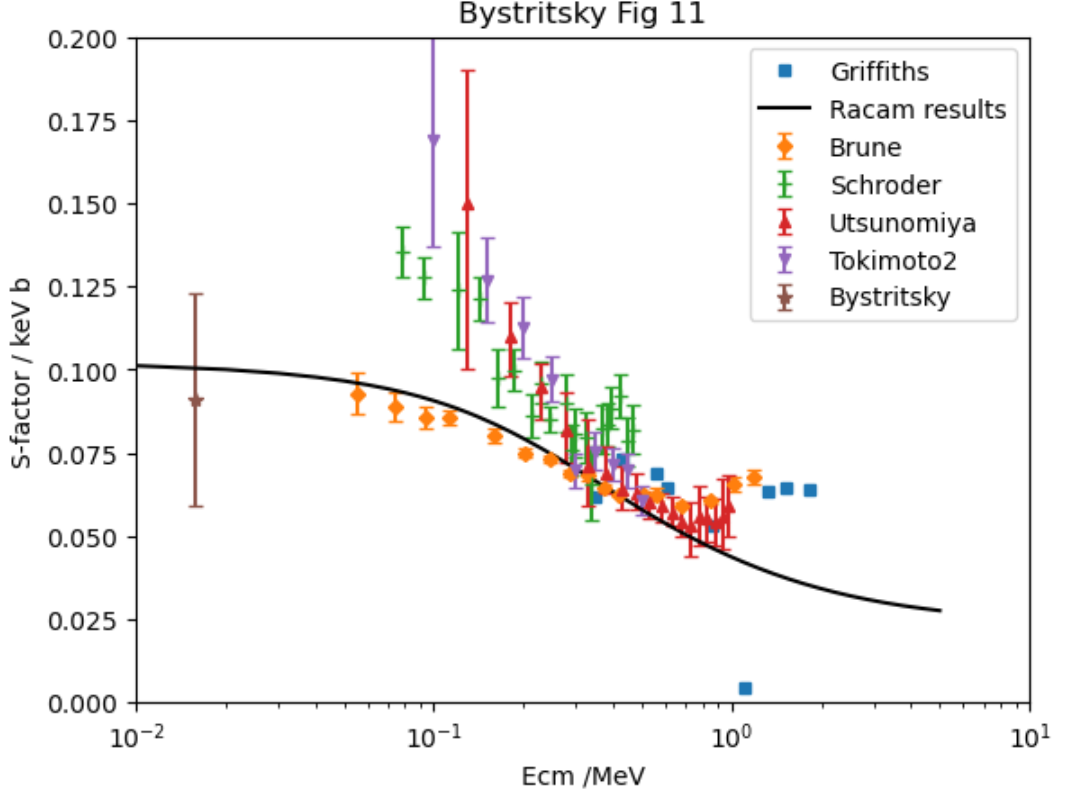 Bystritsky Fig 11
0.200
0.175
0.150
0.125
0.100
0.075
0.050
0.025
0.000
S-factor / keV b
Griffiths
Racam results
Brune
Schroder
Utsunomiya
Tokimoto2
Bystritsky
10⁻² 10⁻¹ 10⁰ 10¹
Ecm /MeV